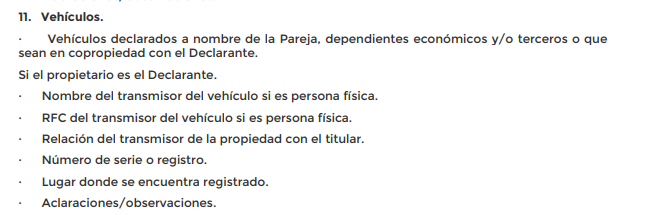 11. Vehículos.
· Vehículos declarados a nombre de la Pareja, dependientes económicos y/o terceros o que
sean en copropiedad con el Declarante.
Si el propietario es el Declarante.
· Nombre del transmisor del vehículo si es persona física.
· RFC del transmisor del vehículo si es persona física.
· Relación del transmisor de la propiedad con el titular.
· Número de serie o registro.
· Lugar donde se encuentra registrado.
· Aclaraciones/observaciones.